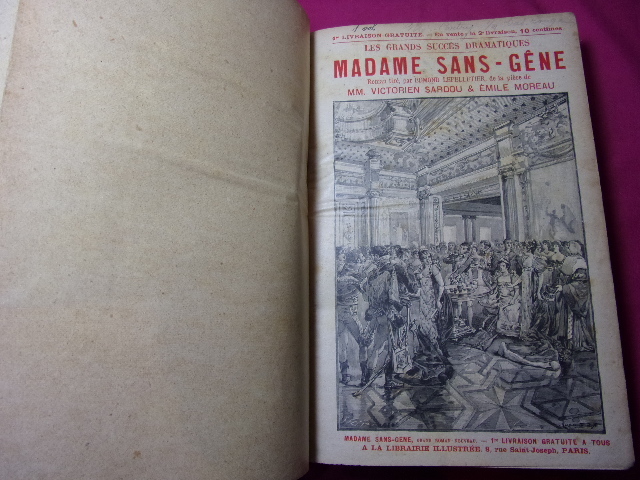 1re LIVRAISON GRATUITE. — En vente: la 2e livraison, 10 centimes
LES GRANDS SUCCÈS DRAMATIQUES
MADAME SANS-GÊNE
Roman tiré, par EDMOND LEPELLETIER, de la pièce de
MM. VICTORIEN SARDOU & ÉMILE MOREAU
MADAME SANS-GENE, GRAND ROMAN NOUVEAU. — 1re LIVRAISON GRATUITE A TOUS
A LA LIBRAIRIE ILLUSTRÉE, 8, rue Saint-Joseph, PARIS.